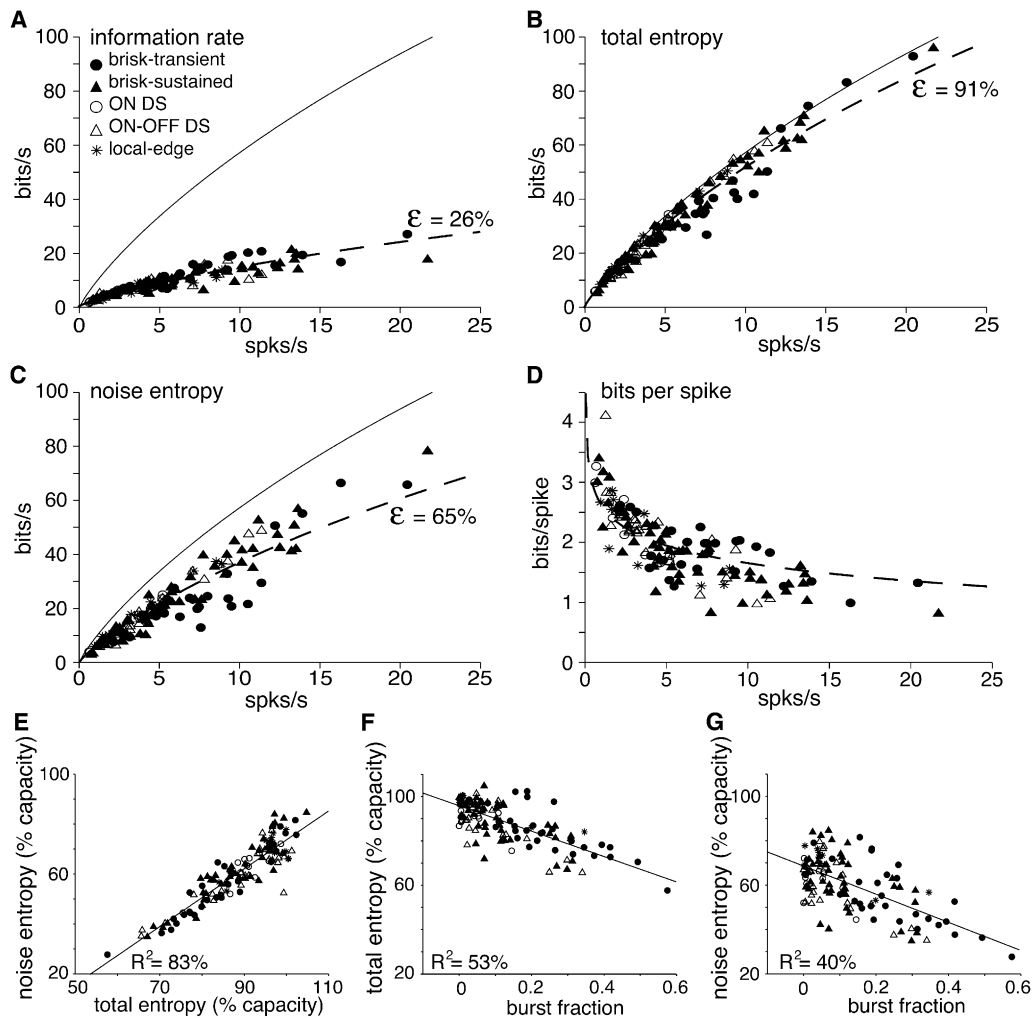 A
information rate
brisk-transient
brisk-sustained
ON DS
ON-OFF DS
local-edge
ε = 26%
bits/s
100
80
60
40
20
0
0 5 10 15 20 25
spks/s
B
total entropy
ε = 91%
bits/s
100
80
60
40
20
0
0 5 10 15 20 25
spks/s
C
noise entropy
ε = 65%
bits/s
100
80
60
40
20
0
0 5 10 15 20 25
spks/s
D
bits per spike
bits/spike
4
3
2
1
0
0 5 10 15 20 25
spks/s
E
noise entropy (% capacity)
100
60
20
R²= 83%
50 70 90 110
total entropy (% capacity)
F
total entropy (% capacity)
100
60
20
R²= 53%
0 0.2 0.4 0.6
burst fraction
G
noise entropy (% capacity)
100
60
20
R²= 40%
0 0.2 0.4 0.6
burst fraction